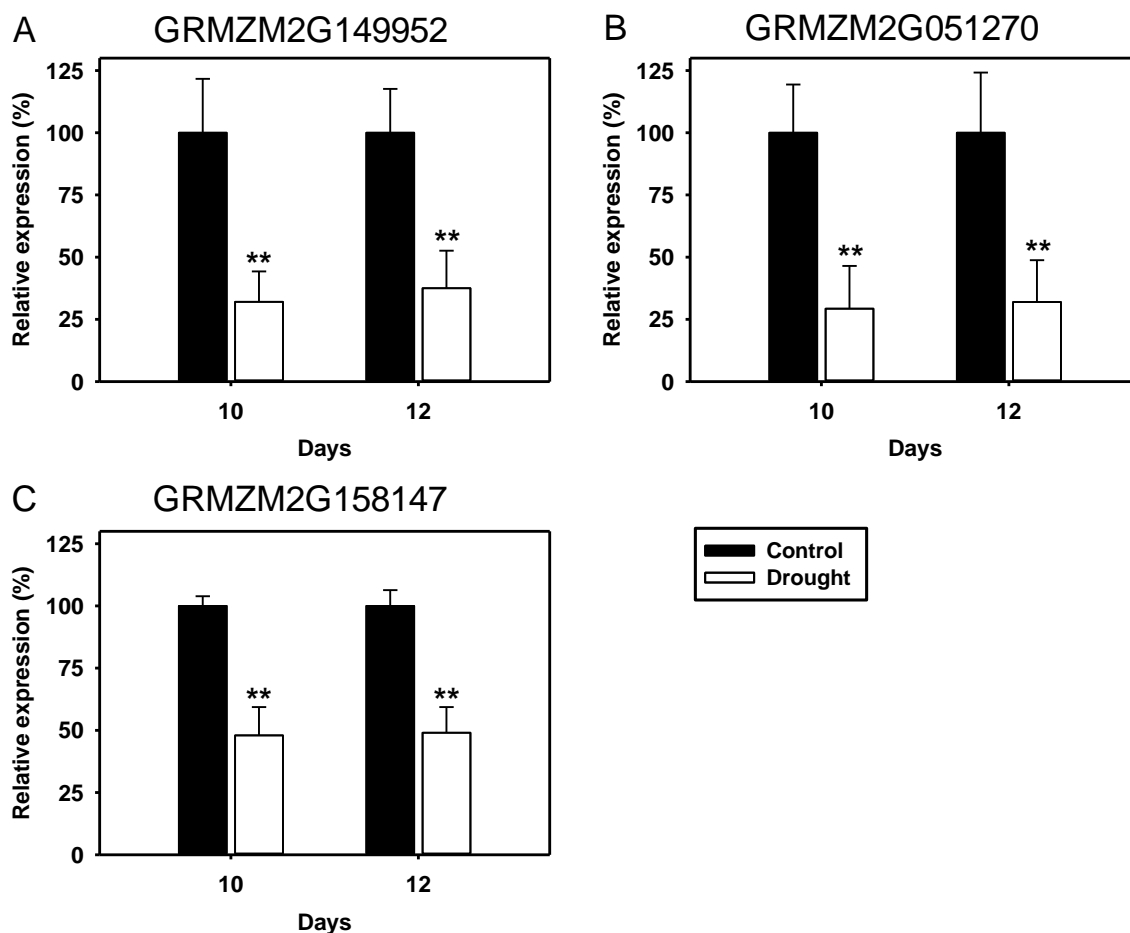 A GRMZM2G149952
Relative expression (%)
125
100
75
50
25
0
**
**
10 12
Days
B GRMZM2G051270
Relative expression (%)
125
100
75
50
25
0
**
**
10 12
Days
C GRMZM2G158147
Relative expression (%)
125
100
75
50
25
0
**
**
10 12
Days
Control
Drought